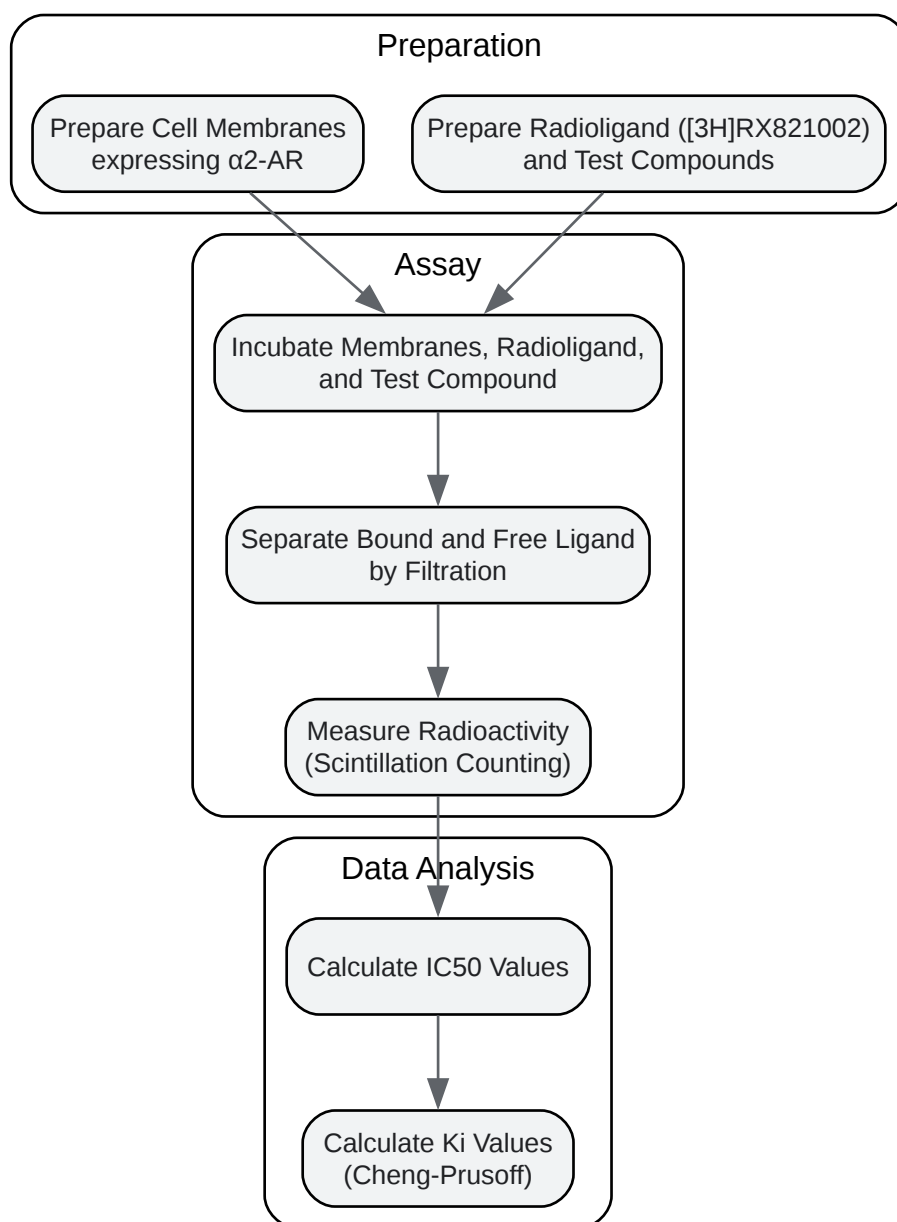 Preparation
Prepare Cell Membranes
expressing α2-AR
Prepare Radioligand ([3H]RX821002)
and Test Compounds
Assay
Incubate Membranes, Radioligand,
and Test Compound
Separate Bound and Free Ligand
by Filtration
Measure Radioactivity
(Scintillation Counting)
Data Analysis
Calculate IC50 Values
Calculate Ki Values
(Cheng-Prusoff)